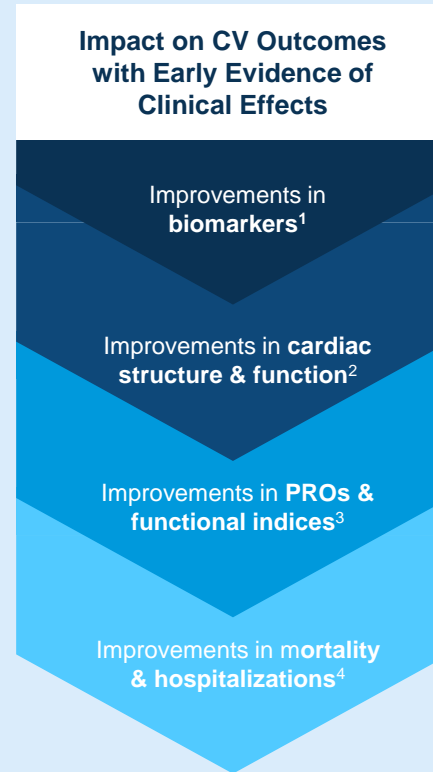 Impact on CV Outcomes
with Early Evidence of
Clinical Effects
Improvements in
biomarkers¹
Improvements in cardiac
structure & function²
Improvements in PROs &
functional indices³
Improvements in mortality
& hospitalizations⁴